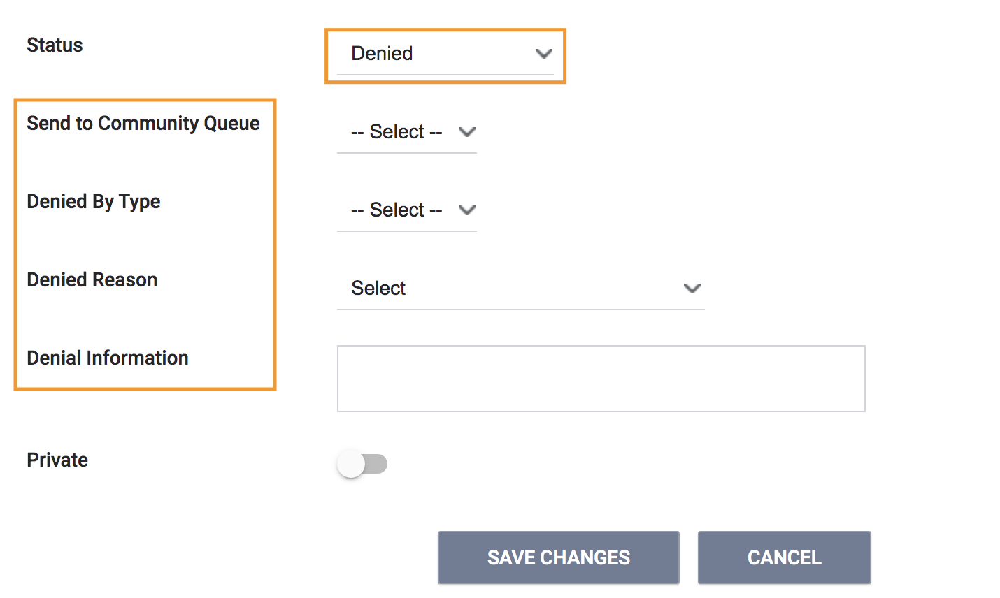 Status
Denied
Send to Community Queue
-- Select --
Denied By Type
-- Select --
Denied Reason
Select
Denial Information
Private
SAVE CHANGES
CANCEL